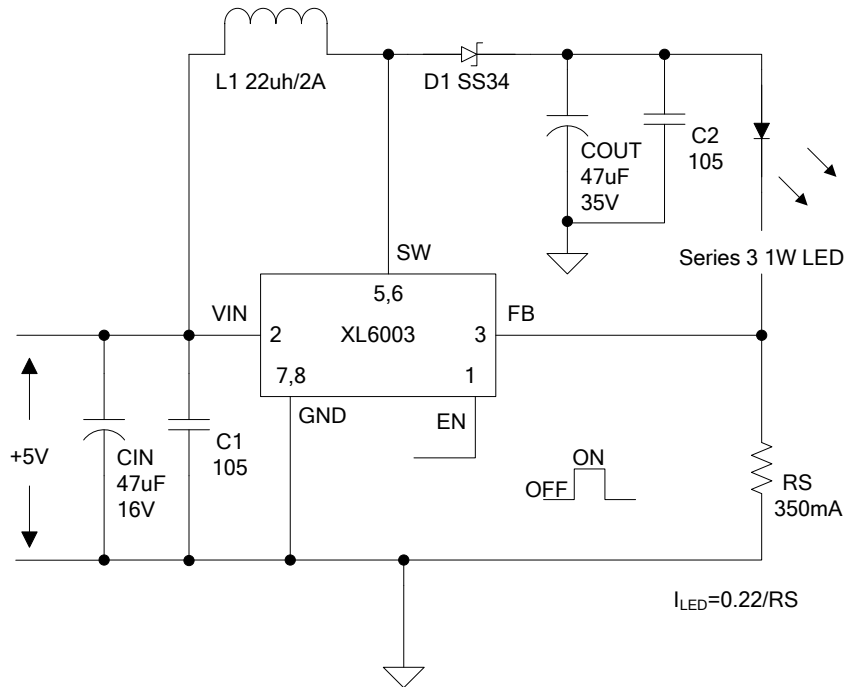 L1 22uh/2A
D1 SS34
COUT
47uF
35V
C2
105
SW
Series 3 1W LED
5,6
VIN
FB
2
XL6003
3
7,8
1
GND
EN
+5V
CIN
47uF
16V
C1
105
ON
OFF
RS
350mA
I_LED=0.22/RS